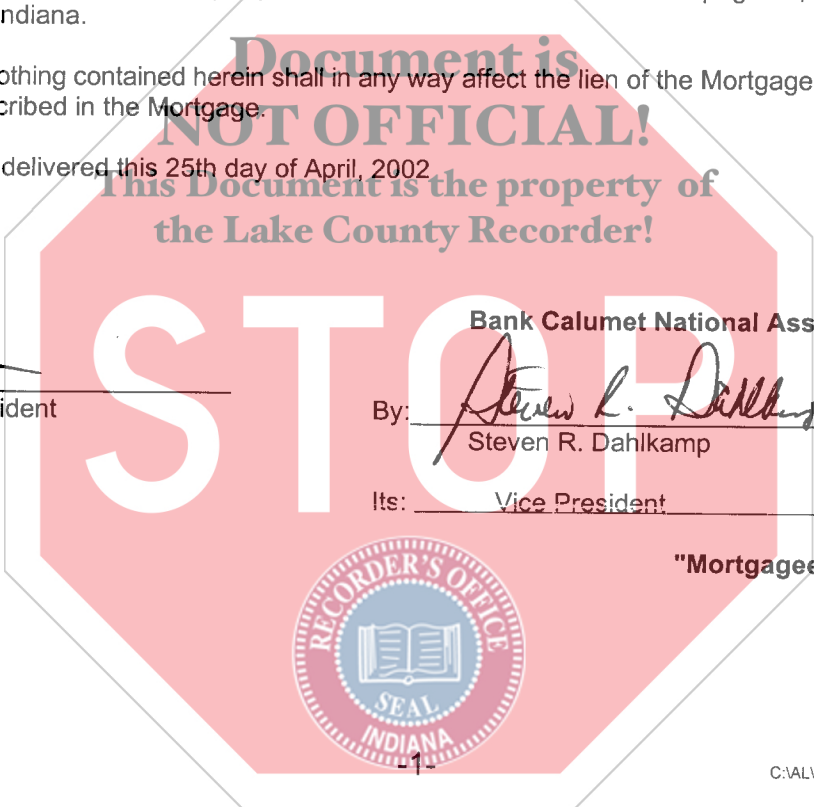 ndiana.
Document is
othing contained herein shall in any way affect the lien of the Mortgage
cribed in the Mortgage.
NOT OFFICIAL!
delivered this 25th day of April, 2002
This Document is the property of
the Lake County Recorder!
STOP
Bank Calumet National Ass
ident
By: Steven R. Dahlkamp
Steven R. Dahlkamp
Its: Vice President
"Mortgagee
RECORDER'S OFFICE
SEAL
INDIANA
-1-
C:\AL\